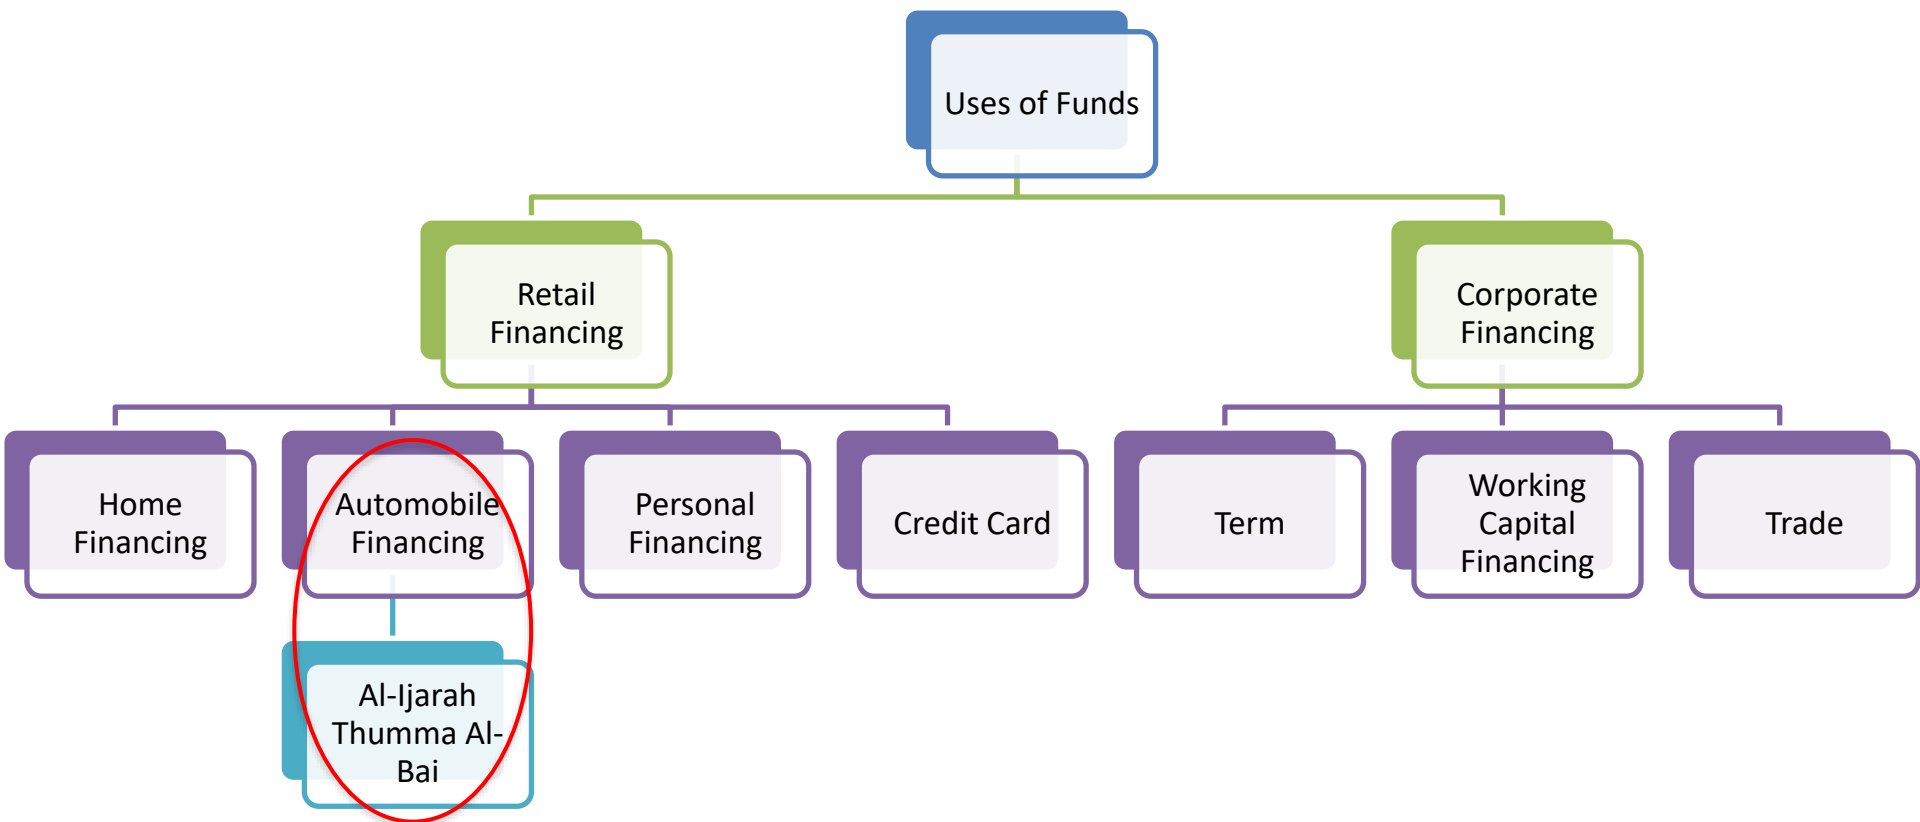 Uses of Funds
Retail
Financing
Corporate
Financing
Home
Financing
Automobile
Financing
Personal
Financing
Credit Card
Term
Working
Capital
Financing
Trade
Al-Ijarah
Thumma Al-
Bai